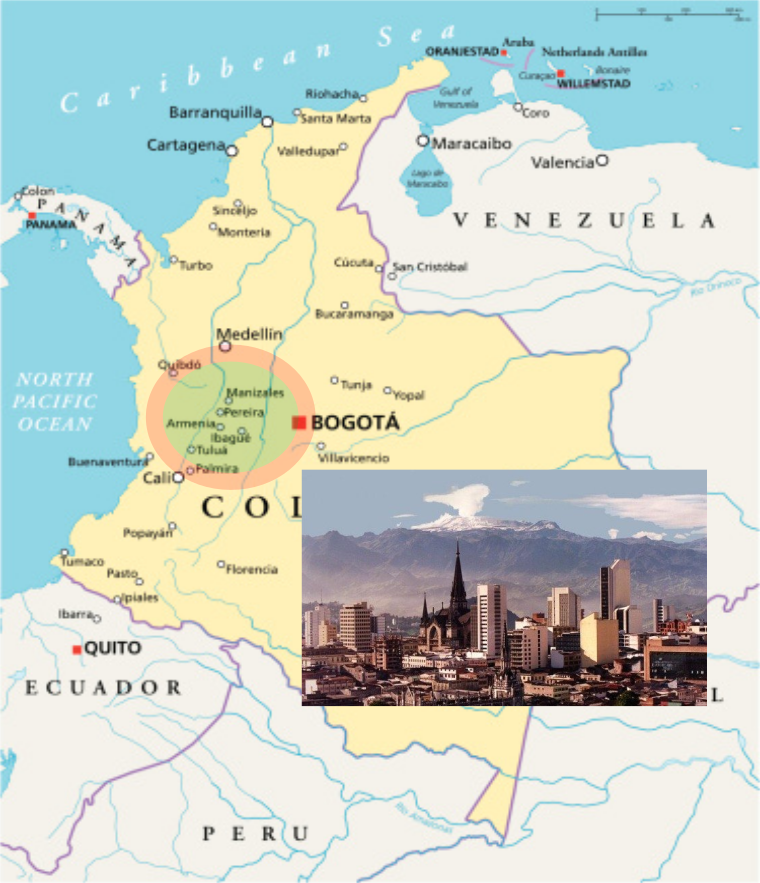 Caribbean Sea
ORANJESTAD
Aruba
Netherlands Antilles
Curaçao
Bonaire
WILLEMSTAD
Riohacha
Gulf of
Venezuela
Barranquilla
Santa Marta
Coro
Cartagena
Valledupar
Maracaibo
Valencia
Lago de
Maracaibo
Colon
PANAMA
PANAMA
Sincéljo
Montería
VENEZUELA
Turbo
Cúcuta
San Cristóbal
Rio Orinoco
Bucaramanga
Medellín
Quibdó
NORTH
PACIFIC
OCEAN
Tunja
Yopal
Manizales
Pereira
Armenia
BOGOTÁ
Ibagué
Tuluá
Villavicencio
Buenaventura
Palmira
Cali
COL
Popayán
Tumaco
Florencia
Pasto
Ipiales
Ibarra
QUITO
ECUADOR
L
Rio Amazonas
PERU